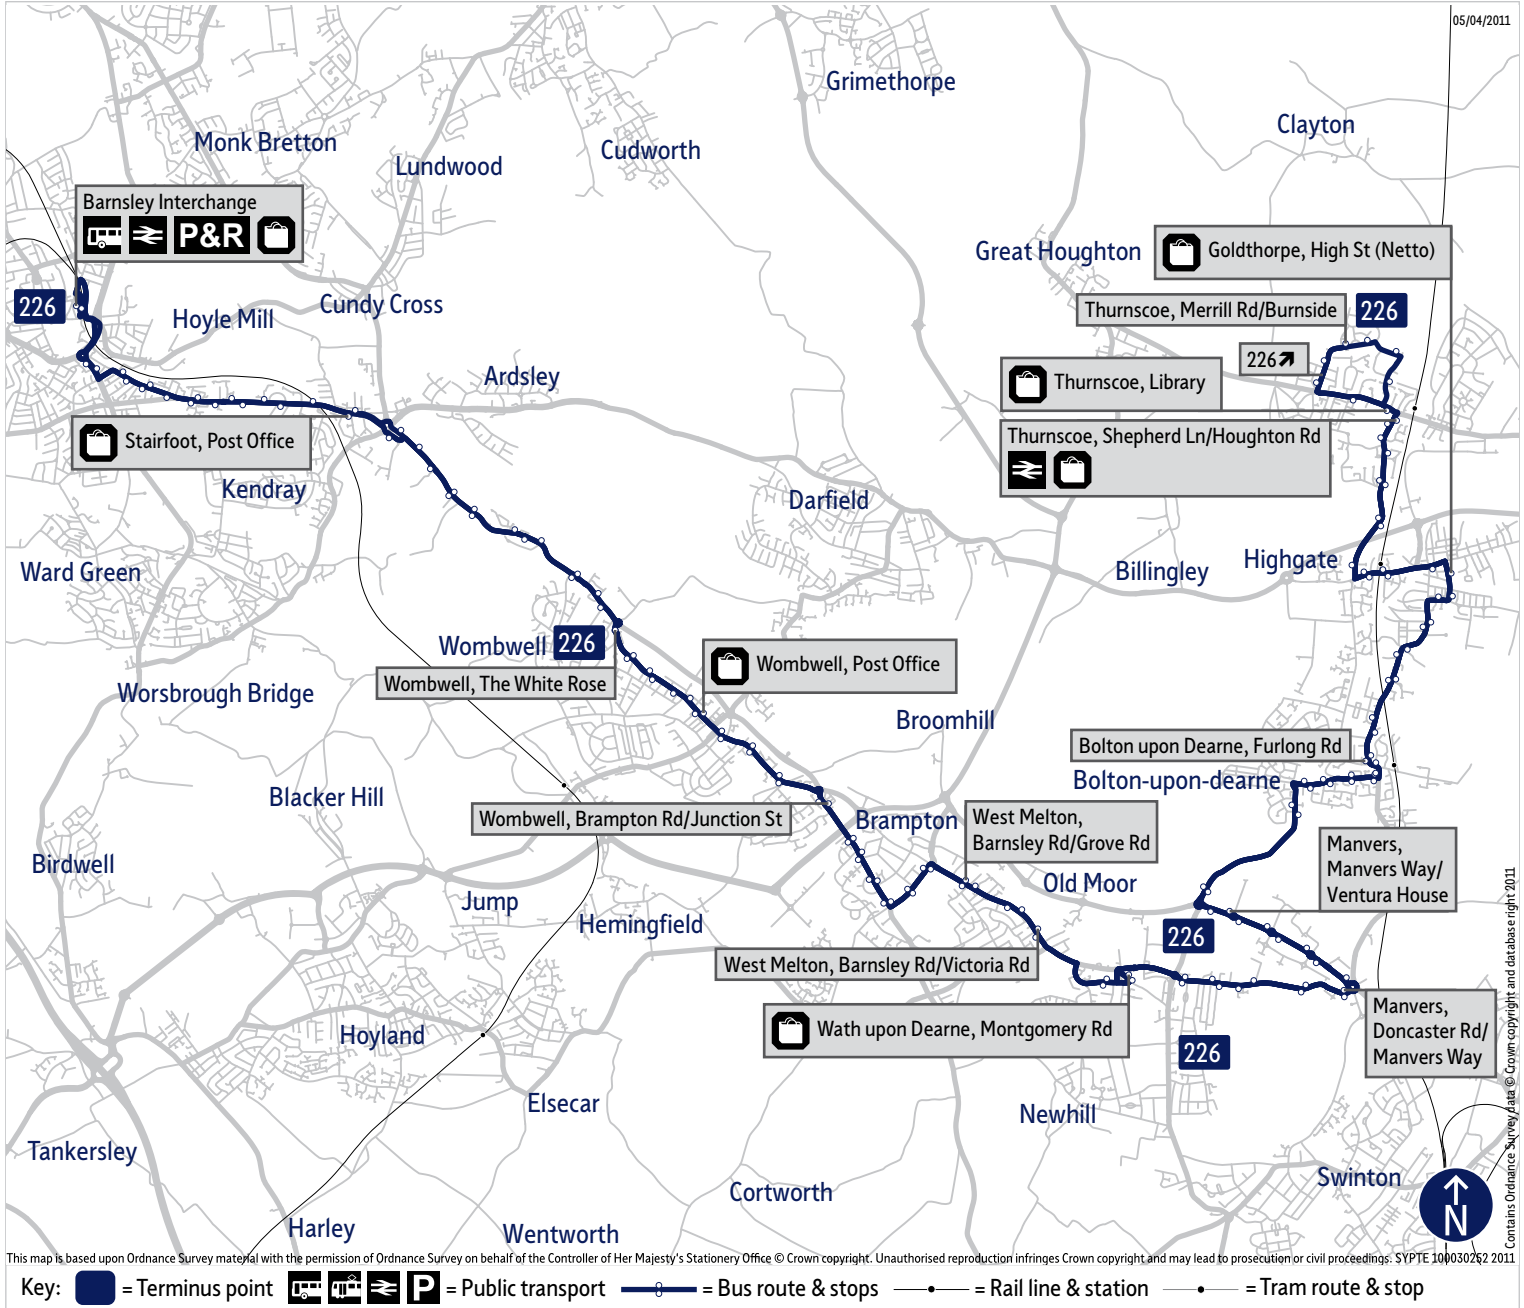 05/04/2011
Grimethorpe
Clayton
Monk Bretton
Lundwood
Cudworth
Barnsley Interchange
P&R
Great Houghton
Goldthorpe, High St (Netto)
226
Hoyle Mill
Cundy Cross
Thurnscoe, Merrill Rd/Burnside
226
226
Ardsley
Thurnscoe, Library
Stairfoot, Post Office
Thurnscoe, Shepherd Ln/Houghton Rd
Kendray
Darfield
Ward Green
Billingley
Highgate
Wombwell
226
Wombwell, The White Rose
Wombwell, Post Office
Worsbrough Bridge
Broomhill
Bolton upon Dearne, Furlong Rd
Bolton-upon-dearne
Blacker Hill
Wombwell, Brampton Rd/Junction St
Brampton
West Melton,
Barnsley Rd/Grove Rd
Manvers,
Manvers Way/
Ventura House
Birdwell
Jump
Old Moor
Hemingfield
226
West Melton, Barnsley Rd/Victoria Rd
Manvers,
Doncaster Rd/
Manvers Way
Wath upon Dearne, Montgomery Rd
Hoyland
226
Elsecar
Newhill
Tankersley
Swinton
Cortworth
N
Harley
Wentworth
Contains Ordnance Survey data © Crown copyright and database right 2011
This map is based upon Ordnance Survey material with the permission of Ordnance Survey on behalf of the Controller of Her Majesty's Stationery Office © Crown copyright. Unauthorised reproduction infringes Crown copyright and may lead to prosecution or civil proceedings. SYPTE 100030252 2011
Key: = Terminus point P = Public transport = Bus route & stops = Rail line & station = Tram route & stop